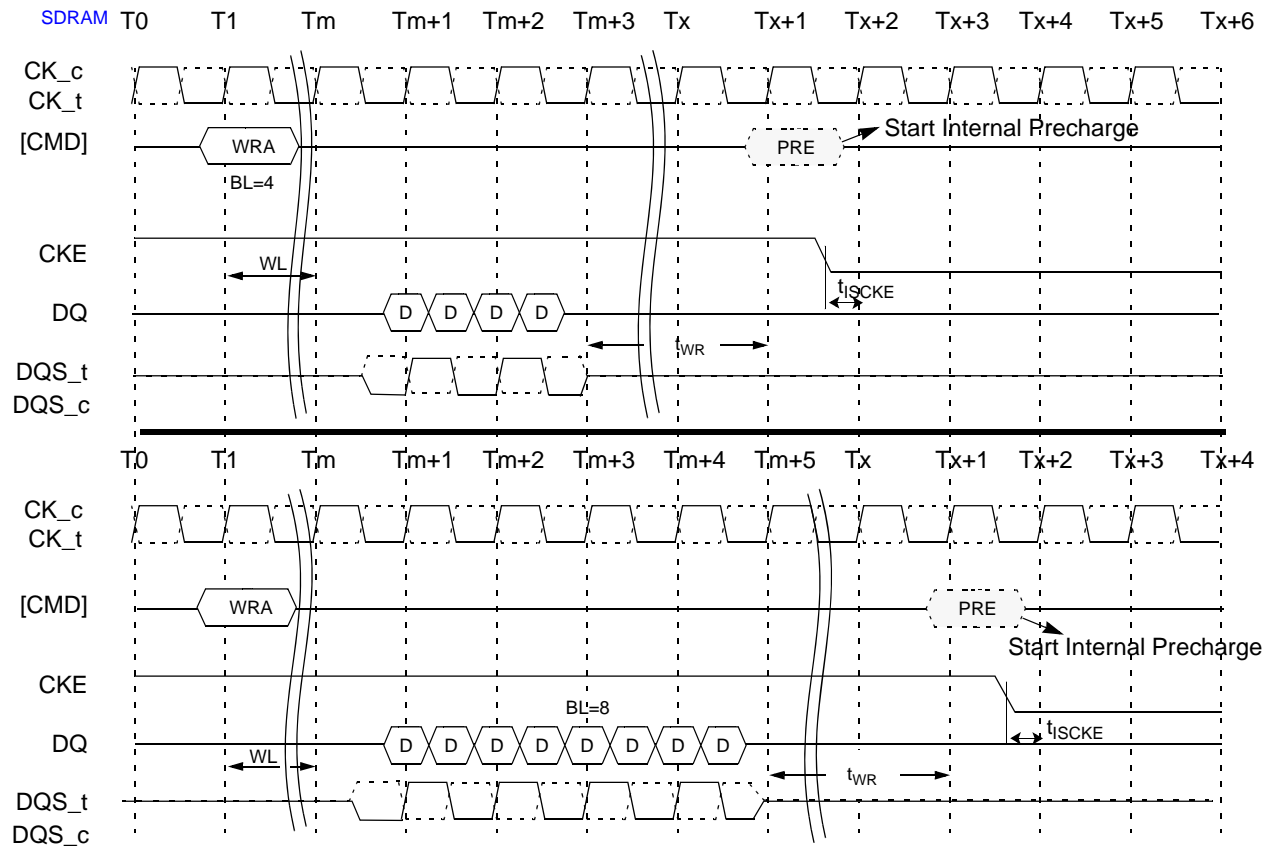 SDRAM T0 T1 Tm Tm+1 Tm+2 Tm+3 Tx Tx+1 Tx+2 Tx+3 Tx+4 Tx+5 Tx+6
CK_c
CK_t
[CMD] WRA PRE Start Internal Precharge
BL=4
CKE
WL
tISCKE
DQ D D D D
tWR
DQS_t
DQS_c
T0 T1 Tm Tm+1 Tm+2 Tm+3 Tm+4 Tm+5 Tx Tx+1 Tx+2 Tx+3 Tx+4
CK_c
CK_t
[CMD] WRA PRE
Start Internal Precharge
CKE
BL=8
DQ D D D D D D D D tISCKE
WL
tWR
DQS_t
DQS_c